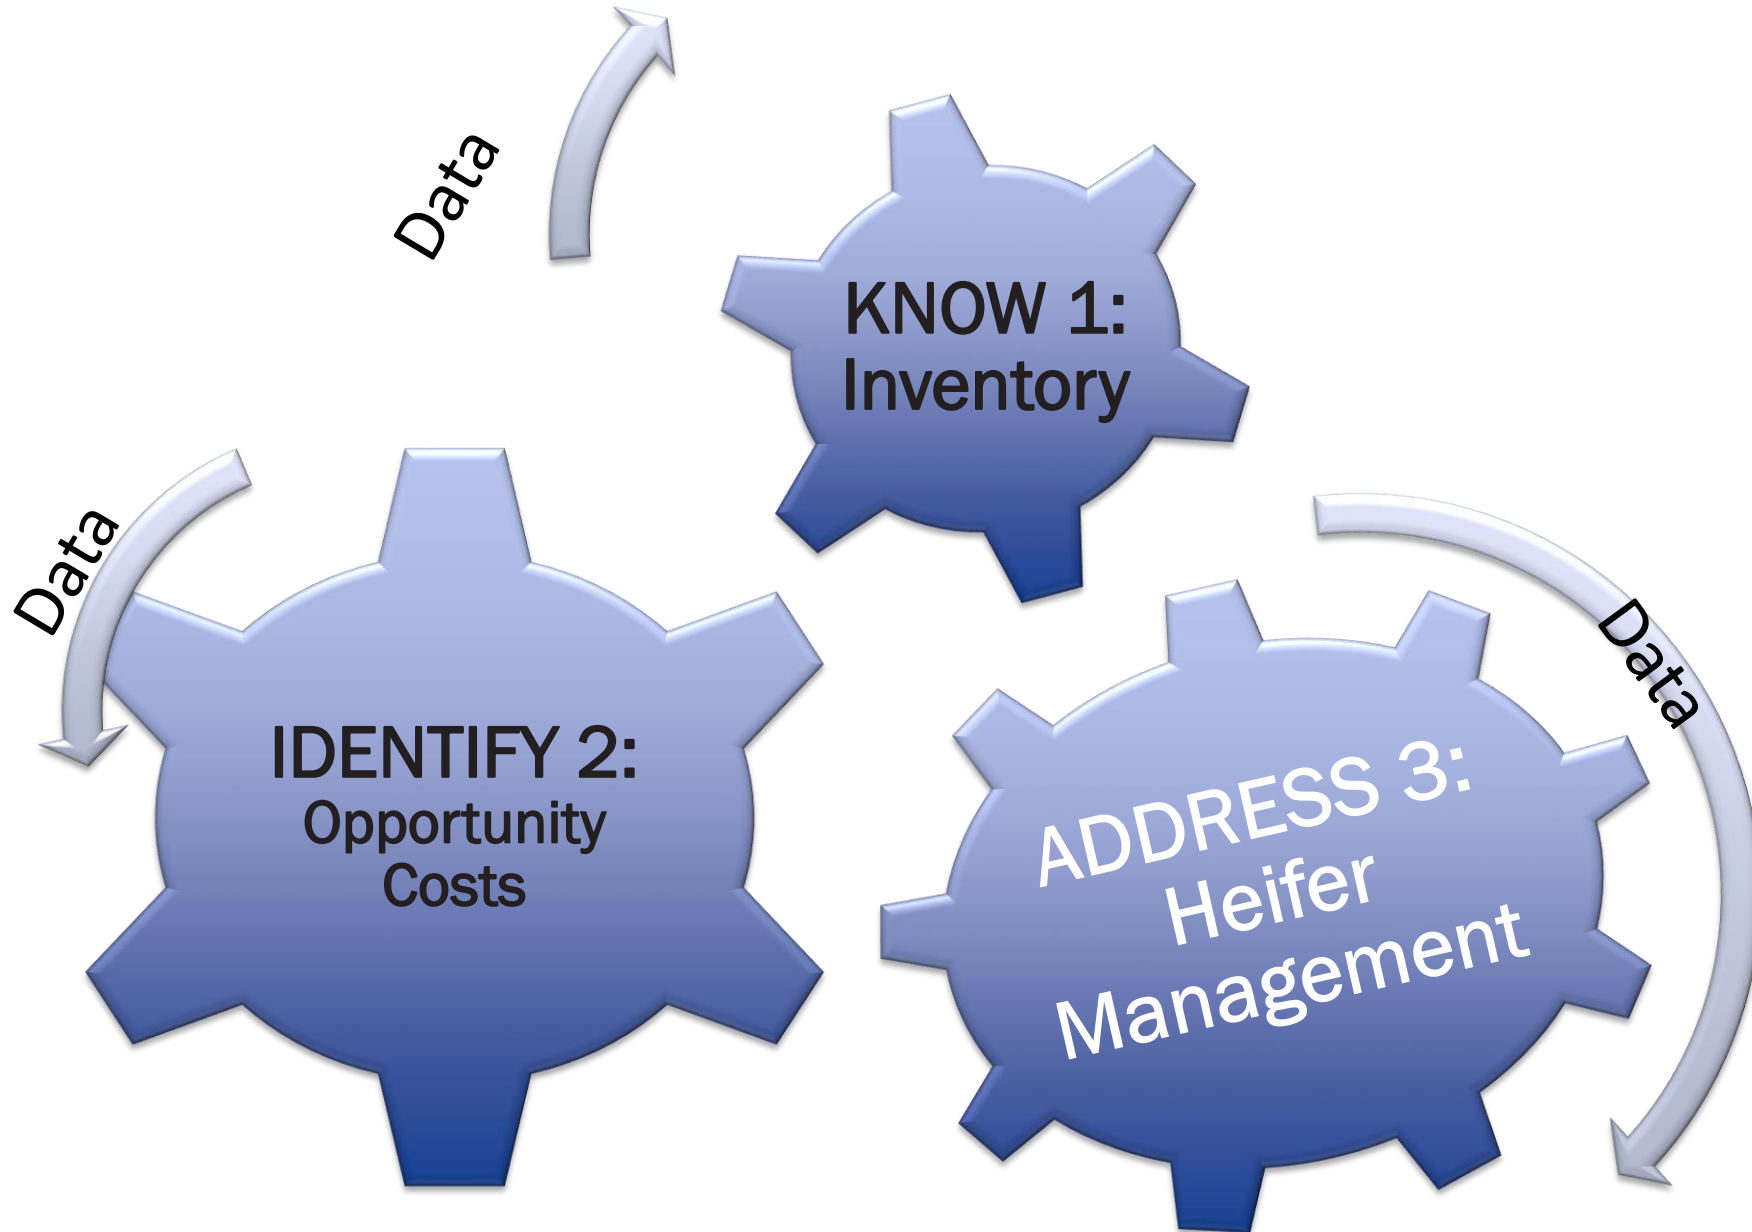 Data
KNOW 1:
Inventory
Data
IDENTIFY 2:
Opportunity
Costs
Data
ADDRESS 3:
Heifer
Management